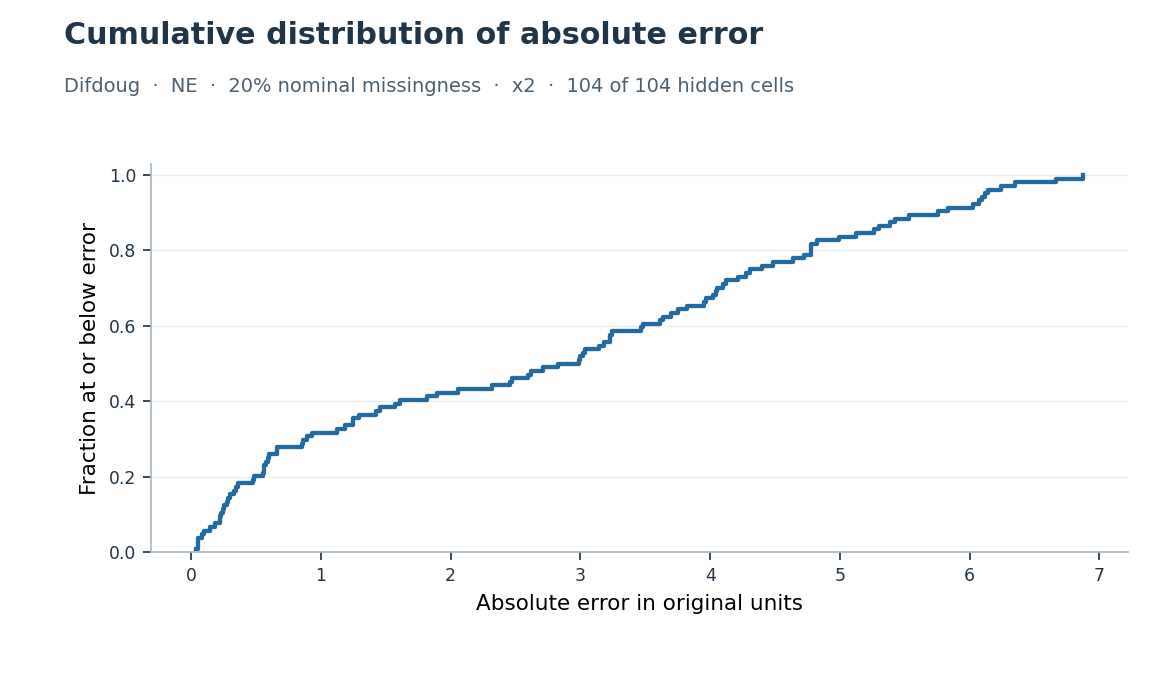 Cumulative distribution of absolute error
Difdoug · NE · 20% nominal missingness · x2 · 104 of 104 hidden cells
Fraction at or below error
1.0
0.8
0.6
0.4
0.2
0.0
0 1 2 3 4 5 6 7
Absolute error in original units